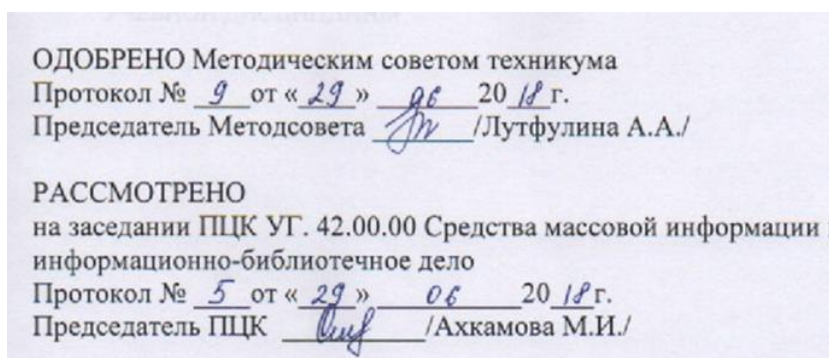 ОДОБРЕНО Методическим советом техникума
Протокол № 9 от « 29 » 06 20 18 г.
Председатель Методсовета /Лутфулина А.А./
РАССМОТРЕНО
на заседании ПЦК УГ. 42.00.00 Средства массовой информации
информационно-библиотечное дело
Протокол № 5 от « 29 » 06 20 18 г.
Председатель ПЦК /Ахкамова М.И./